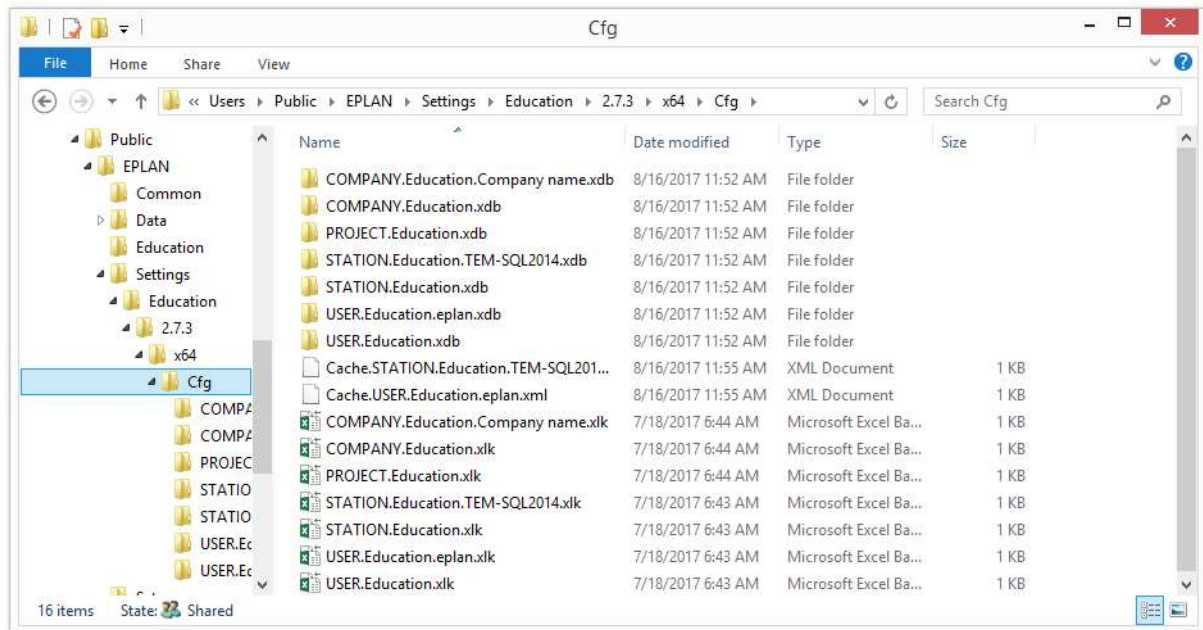 Cfg
File Home Share View
« Users Public EPLAN Settings Education 2.7.3 x64 Cfg
Search Cfg
Public
EPLAN
Common
Data
Education
Settings
Education
2.7.3
x64
Cfg
COMPA
COMPA
PROJEC
STATIO
STATIO
USER.Ec
USER.Ec
Name Date modified Type Size
COMPANY.Education.Company name.xdb 8/16/2017 11:52 AM File folder
COMPANY.Education.xdb 8/16/2017 11:52 AM File folder
PROJECT.Education.xdb 8/16/2017 11:52 AM File folder
STATION.Education.TEM-SQL2014.xdb 8/16/2017 11:52 AM File folder
STATION.Education.xdb 8/16/2017 11:52 AM File folder
USER.Education.eplan.xdb 8/16/2017 11:52 AM File folder
USER.Education.xdb 8/16/2017 11:52 AM File folder
Cache.STATION.Education.TEM-SQL201... 8/16/2017 11:55 AM XML Document 1 KB
Cache.USER.Education.eplan.xml 8/16/2017 11:55 AM XML Document 1 KB
COMPANY.Education.Company name.xlk 7/18/2017 6:44 AM Microsoft Excel Ba... 1 KB
COMPANY.Education.xlk 7/18/2017 6:44 AM Microsoft Excel Ba... 1 KB
PROJECT.Education.xlk 7/18/2017 6:44 AM Microsoft Excel Ba... 1 KB
STATION.Education.TEM-SQL2014.xlk 7/18/2017 6:43 AM Microsoft Excel Ba... 1 KB
STATION.Education.xlk 7/18/2017 6:43 AM Microsoft Excel Ba... 1 KB
USER.Education.eplan.xlk 7/18/2017 6:43 AM Microsoft Excel Ba... 1 KB
USER.Education.xlk 7/18/2017 6:43 AM Microsoft Excel Ba... 1 KB
16 items State: Shared